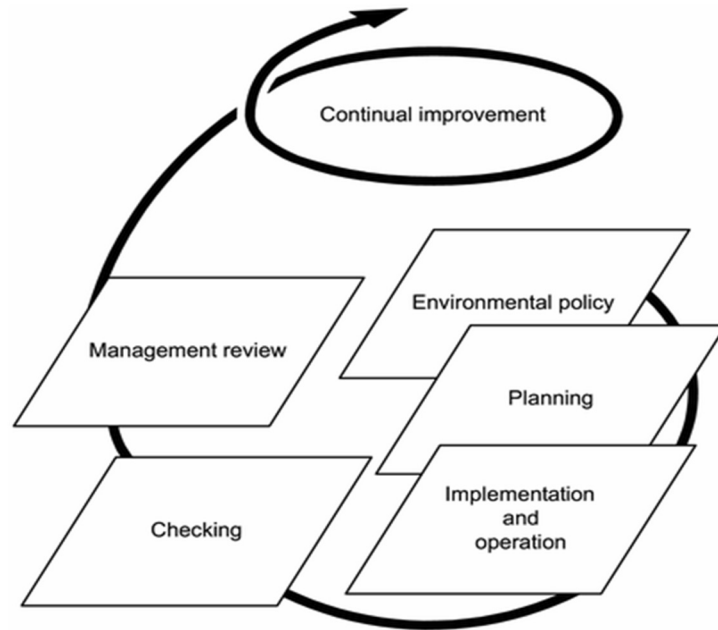 Continual improvement
Environmental policy
Management review
Planning
Implementation
and
operation
Checking